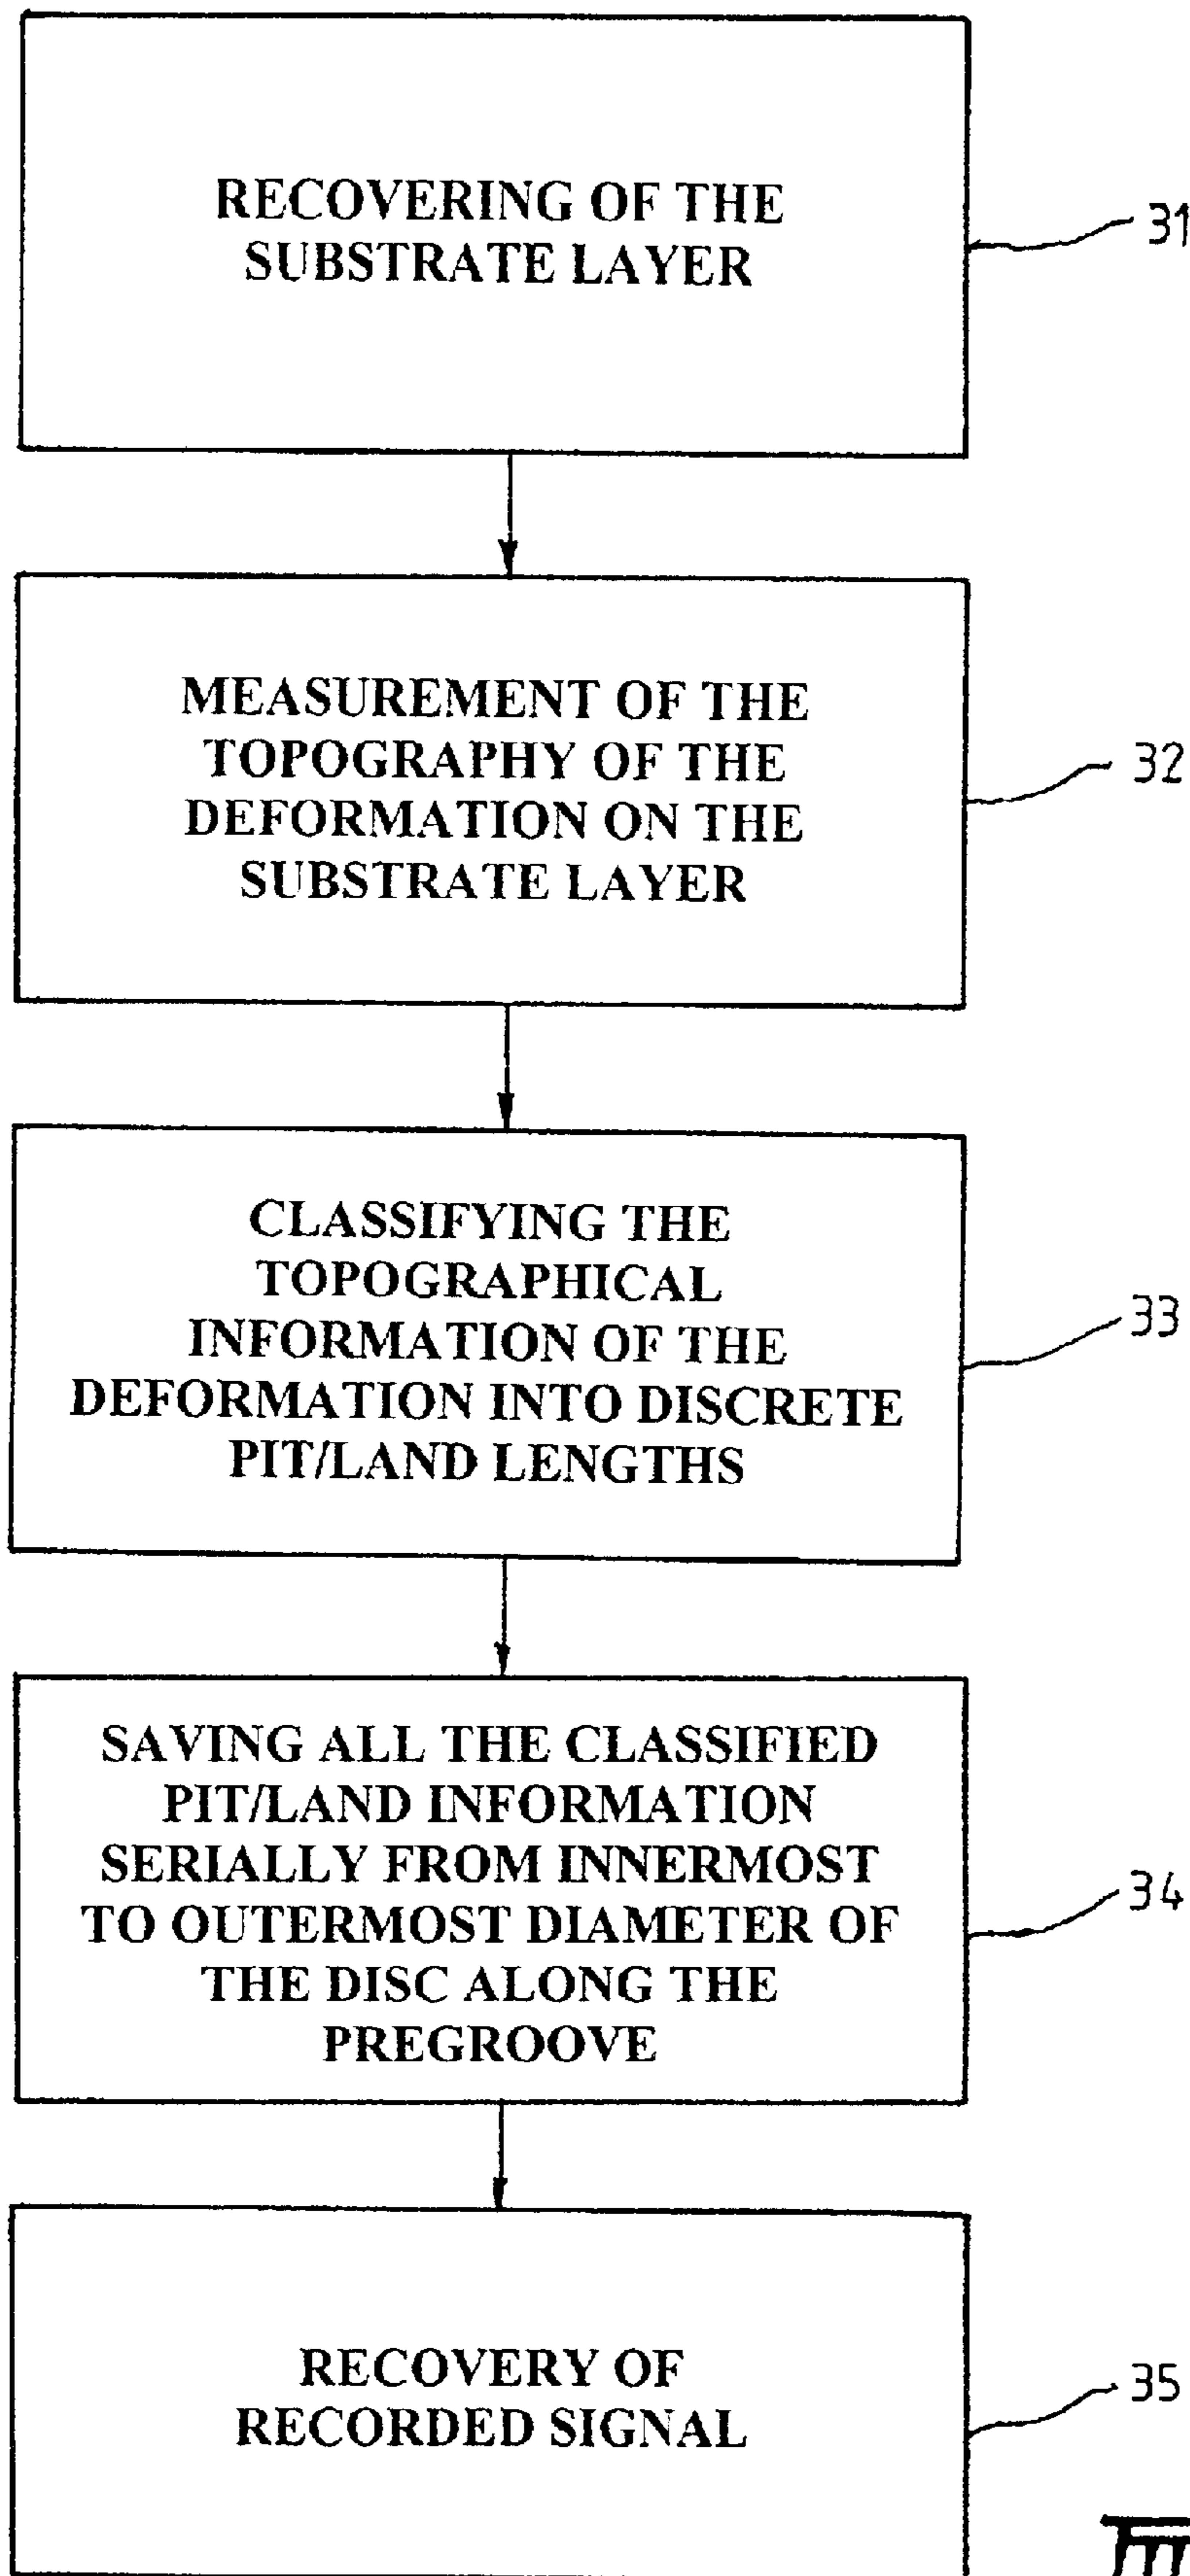 RECOVERING OF THE
SUBSTRATE LAYER
31
MEASUREMENT OF THE
TOPOGRAPHY OF THE
DEFORMATION ON THE
SUBSTRATE LAYER
32
CLASSIFYING THE
TOPOGRAPHICAL
INFORMATION OF THE
DEFORMATION INTO DISCRETE
PIT/LAND LENGTHS
33
SAVING ALL THE CLASSIFIED
PIT/LAND INFORMATION
SERIALLY FROM INNERMOST
TO OUTERMOST DIAMETER OF
THE DISC ALONG THE
PREGROOVE
34
RECOVERY OF
RECORDED SIGNAL
35